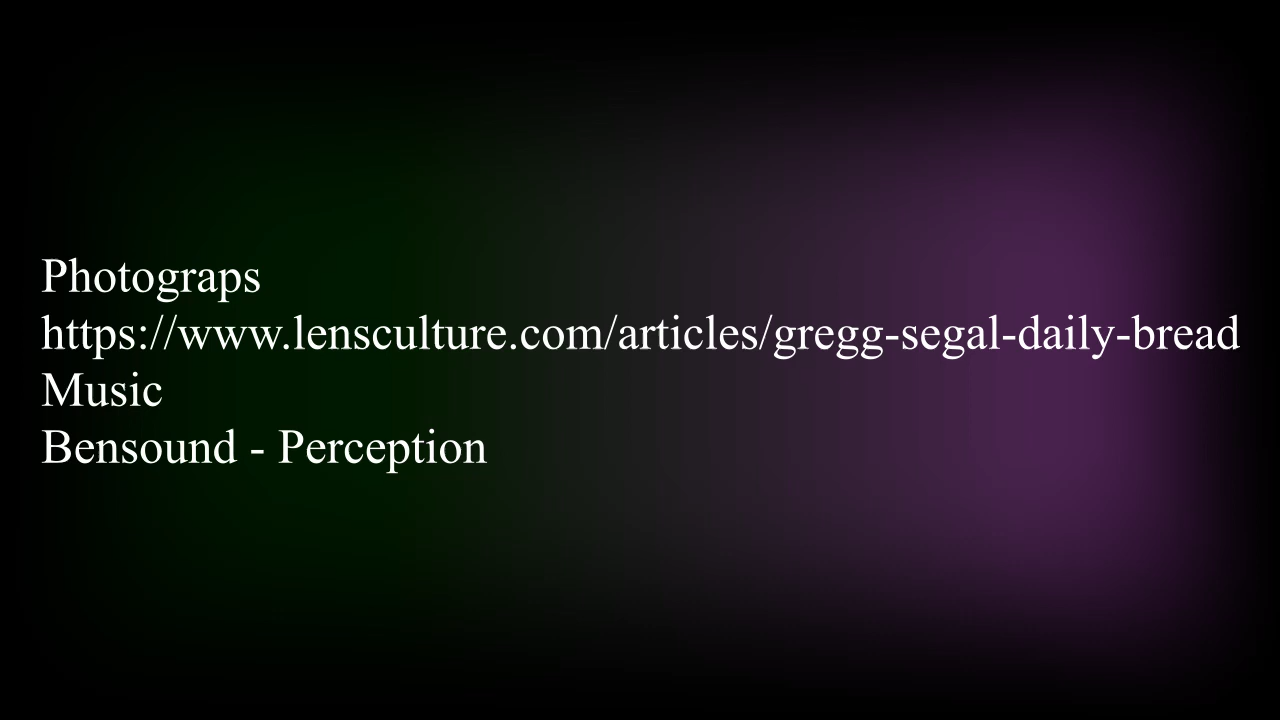 Photograps
https://www.lensculture.com/articles/gregg-segal-daily-bread
Music
Bensound - Perception